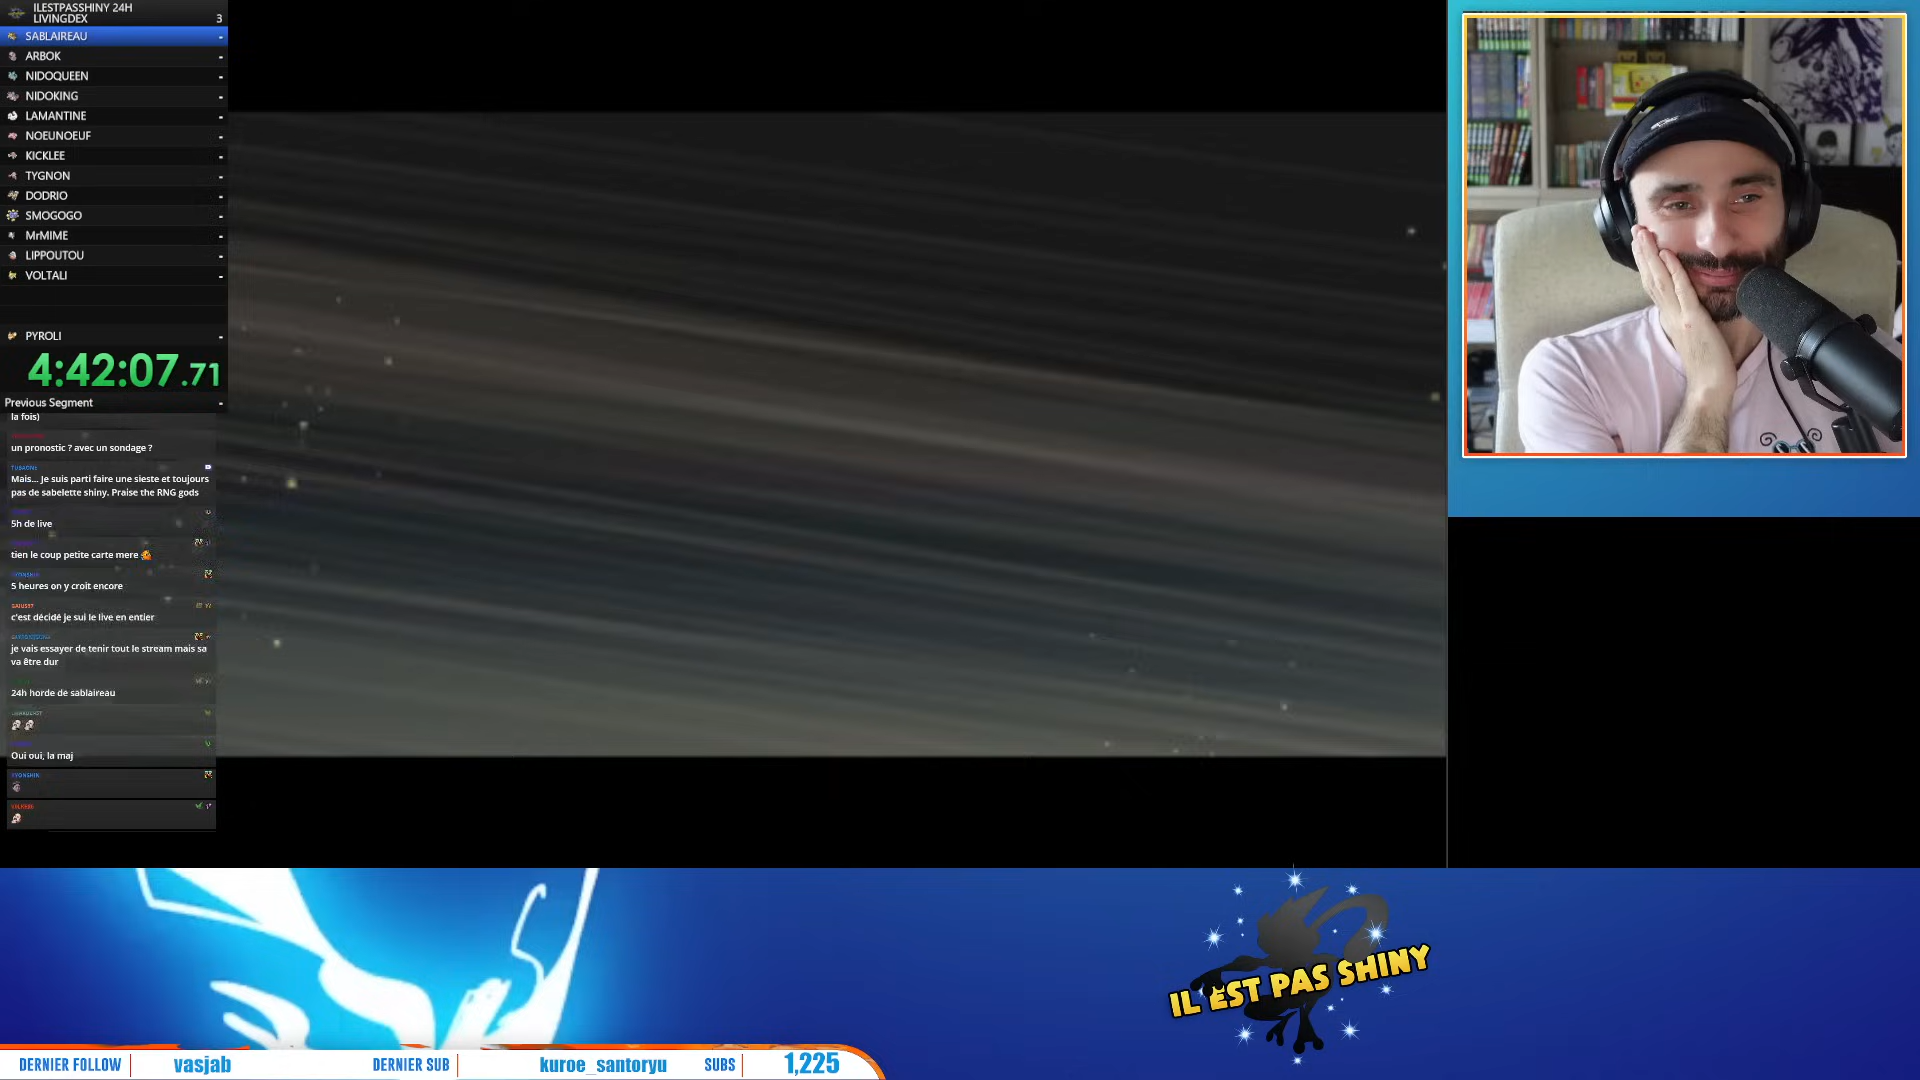 ILESTPASSHINY 24H
LIVINGDEX 3
SABLAIREAU -
ARBOK -
NIDOQUEEN -
NIDOKING -
LAMANTINE -
NOEUNOEUF -
KICKLEE -
TYGNON -
DODRIO -
SMOGOGO -
MrMIME -
LIPPOUTOU -
VOLTALI -
PYROLI -
4:42:07.71
Previous Segment -
la fois)
un pronostic ? avec un sondage ?
Mais... Je suis parti faire une sieste et toujours
pas de sabelette shiny. Praise the RNG gods
5h de live
tien le coup petite carte mere
5 heures on y croit encore
c'est décidé je sui le live en entier
je vais essayer de tenir tout le stream mais sa
va être dur
24h horde de sablaireau
Oui oui, la maj
IL EST PAS SHINY
DERNIER FOLLOW vasjab DERNIER SUB kuroe_santoryu SUBS 1,225